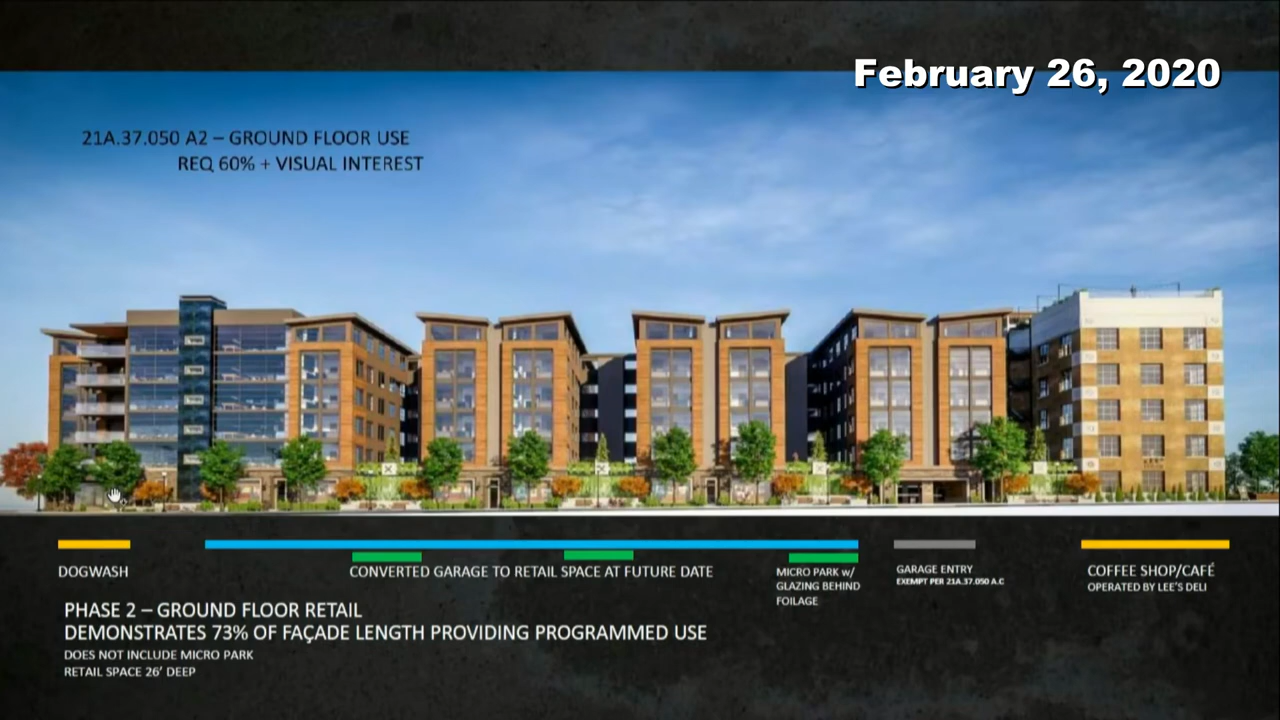 February 26, 2020
21A.37.050 A2 – GROUND FLOOR USE
REQ 60% + VISUAL INTEREST
DOGWASH
CONVERTED GARAGE TO RETAIL SPACE AT FUTURE DATE
MICRO PARK w/
GLAZING BEHIND
FOILAGE
GARAGE ENTRY
EXEMPT PER 21A.37.050 A.C
COFFEE SHOP/CAFÉ
OPERATED BY LEE'S DELI
PHASE 2 – GROUND FLOOR RETAIL
DEMONSTRATES 73% OF FAÇADE LENGTH PROVIDING PROGRAMMED USE
DOES NOT INCLUDE MICRO PARK
RETAIL SPACE 26' DEEP